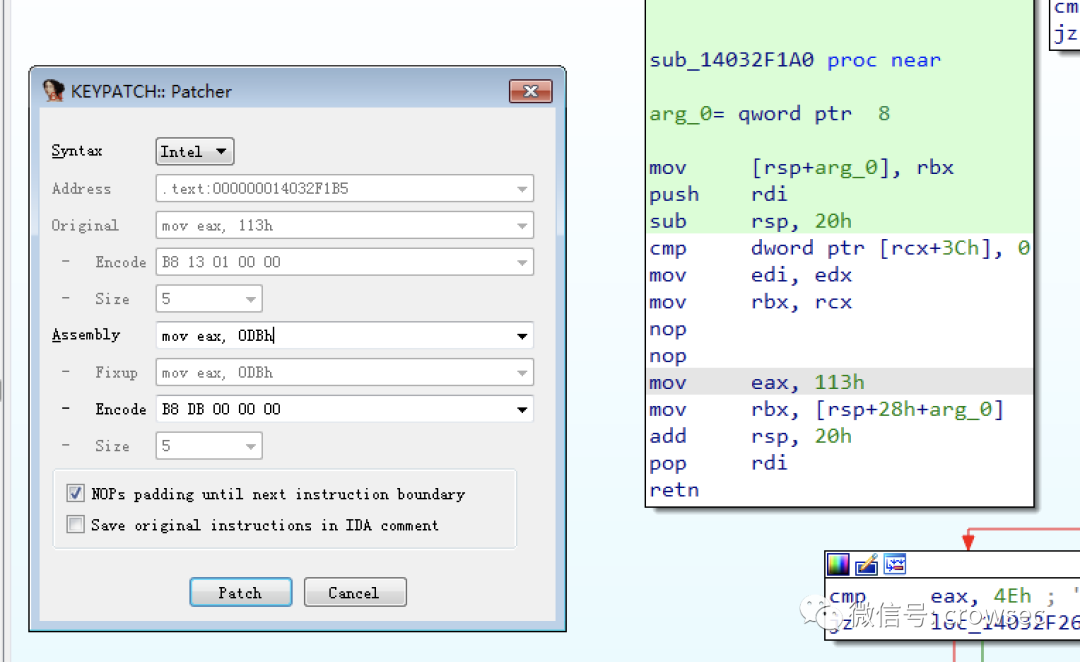 KEYPATCH:: Patcher
Syntax Intel
Address .text:000000014032F1B5
Original mov eax, 113h
- Encode B8 13 01 00 00
- Size 5
Assembly mov eax, 0DBh
- Fixup mov eax, 0DBh
- Encode B8 DB 00 00 00
- Size 5
NOPs padding until next instruction boundary
Save original instructions in IDA comment
Patch Cancel
sub_14032F1A0 proc near
arg_0= qword ptr 8
mov [rsp+arg_0], rbx
push rdi
sub rsp, 20h
cmp dword ptr [rcx+3Ch], 0
mov edi, edx
mov rbx, rcx
nop
nop
mov eax, 113h
mov rbx, [rsp+28h+arg_0]
add rsp, 20h
pop rdi
retn
cm
jz
cmp eax, 4Eh ; '
jz loc_14032F26
微信号: crowsec